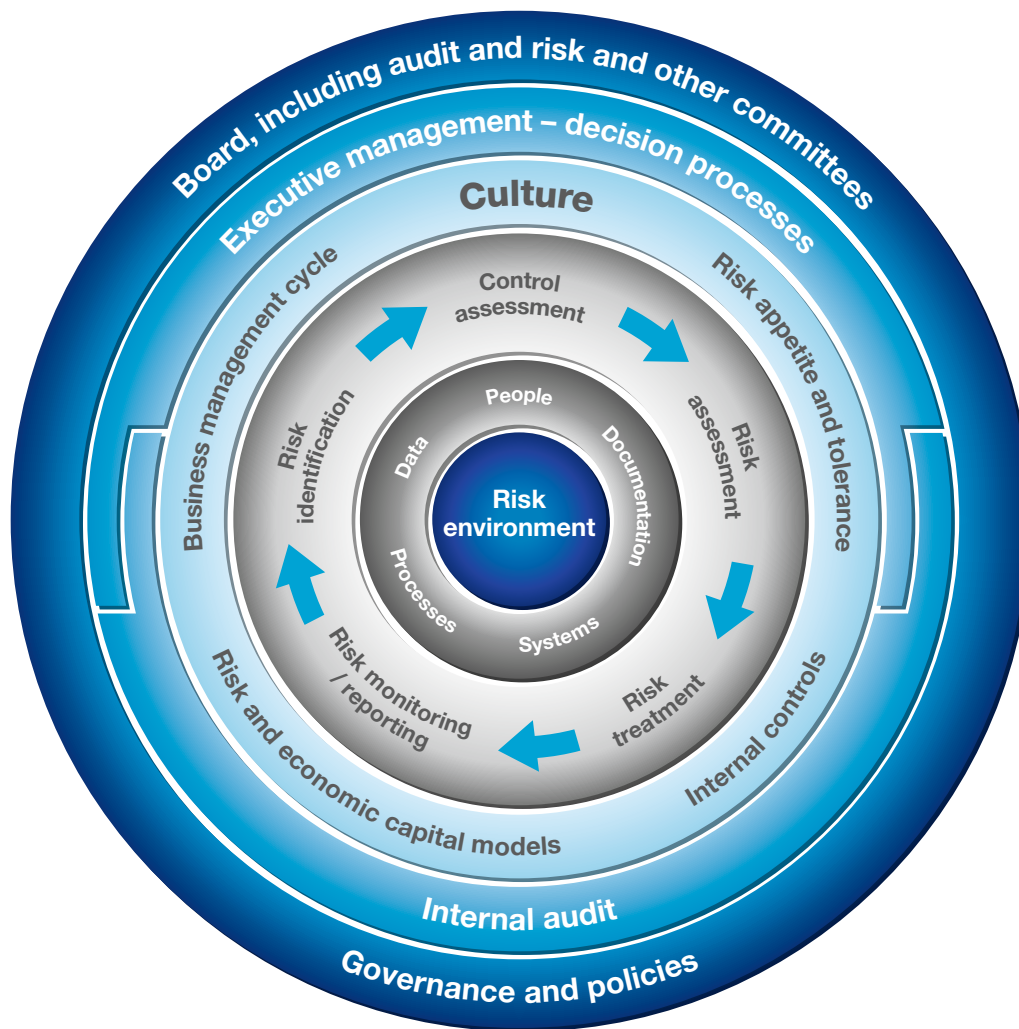 Board, including audit and risk and other committees
Executive management – decision processes
Culture
Business management cycle
Risk appetite and tolerance
Control
assessment
Risk
identification
Risk
assessment
People
Data
Documentation
Risk
environment
Processes
Systems
Risk monitoring
/ reporting
Risk
treatment
Risk and economic capital models
Internal controls
Internal audit
Governance and policies